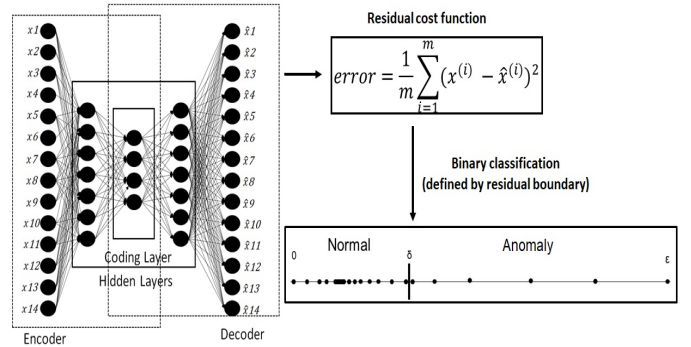 x1
x2
x3
x4
x5
x6
x7
x8
x9
x10
x11
x12
x13
x14
Coding Layer
Hidden Layers
x̂1
x̂2
x̂3
x̂4
x̂5
x̂6
x̂7
x̂8
x̂9
x̂10
x̂11
x̂12
x̂13
x̂14
Encoder
Decoder
Residual cost function
error = 1/m ∑ i=1 m (x^(i) − x̂^(i))^2
Binary classification
(defined by residual boundary)
Normal
Anomaly
0
δ
ε